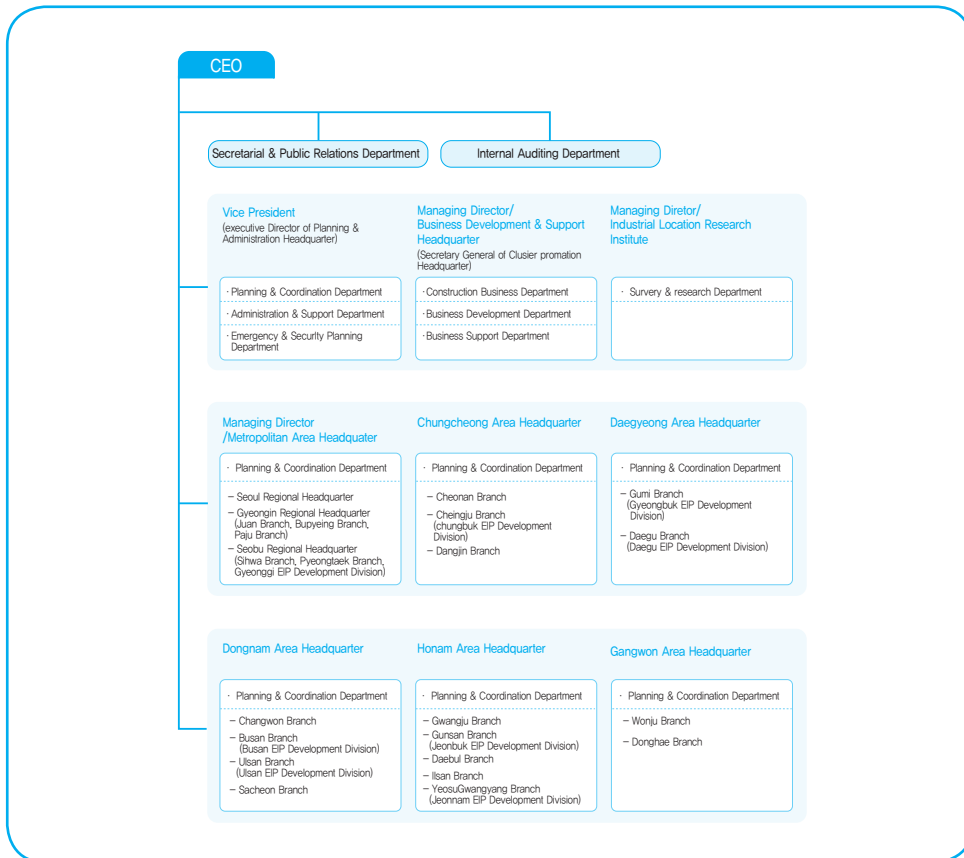 CEO
Secretarial & Public Relations Department
Internal Auditing Department
Vice President
(executive Director of Planning &
Administration Headquarter)
· Planning & Coordination Department
· Administration & Support Department
· Emergency & Security Planning
Department
Managing Director/
Business Development & Support
Headquarter
(Secretary General of Clusier promation
Headquarter)
· Construction Business Department
· Business Development Department
· Business Support Department
Managing Diretor/
Industrial Location Research
Institute
· Survery & research Department
Managing Director
/Metropolitan Area Headquater
· Planning & Coordination Department
– Seoul Regional Headquarter
– Gyeongin Regional Headquarter
(Juan Branch, Bupyeing Branch,
Paju Branch)
– Seobu Regional Headquarter
(Sihwa Branch, Pyeongtaek Branch,
Gyeonggi EIP Development Division)
Chungcheong Area Headquarter
· Planning & Coordination Department
– Cheonan Branch
– Cheingju Branch
(chungbuk EIP Development
Division)
– Dangjin Branch
Daegyeong Area Headquarter
· Planning & Coordination Department
– Gumi Branch
(Gyeongbuk EIP Development
Division)
– Daegu Branch
(Daegu EIP Development Division)
Dongnam Area Headquarter
· Planning & Coordination Department
– Changwon Branch
– Busan Branch
(Busan EIP Development Division)
– Ulsan Branch
(Ulsan EIP Development Division)
– Sacheon Branch
Honam Area Headquarter
· Planning & Coordination Department
– Gwangju Branch
– Gunsan Branch
(Jeonbuk EIP Development Division)
– Daebul Branch
– Ilsan Branch
– YeosuGwangyang Branch
(Jeonnam EIP Development Division)
Gangwon Area Headquarter
· Planning & Coordination Department
– Wonju Branch
– Donghae Branch